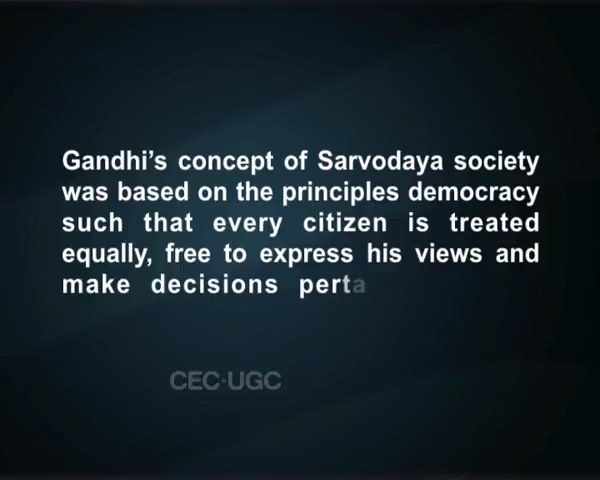 Gandhi's concept of Sarvodaya society
was based on the principles democracy
such that every citizen is treated
equally, free to express his views and
make decisions perta
CEC-UGC